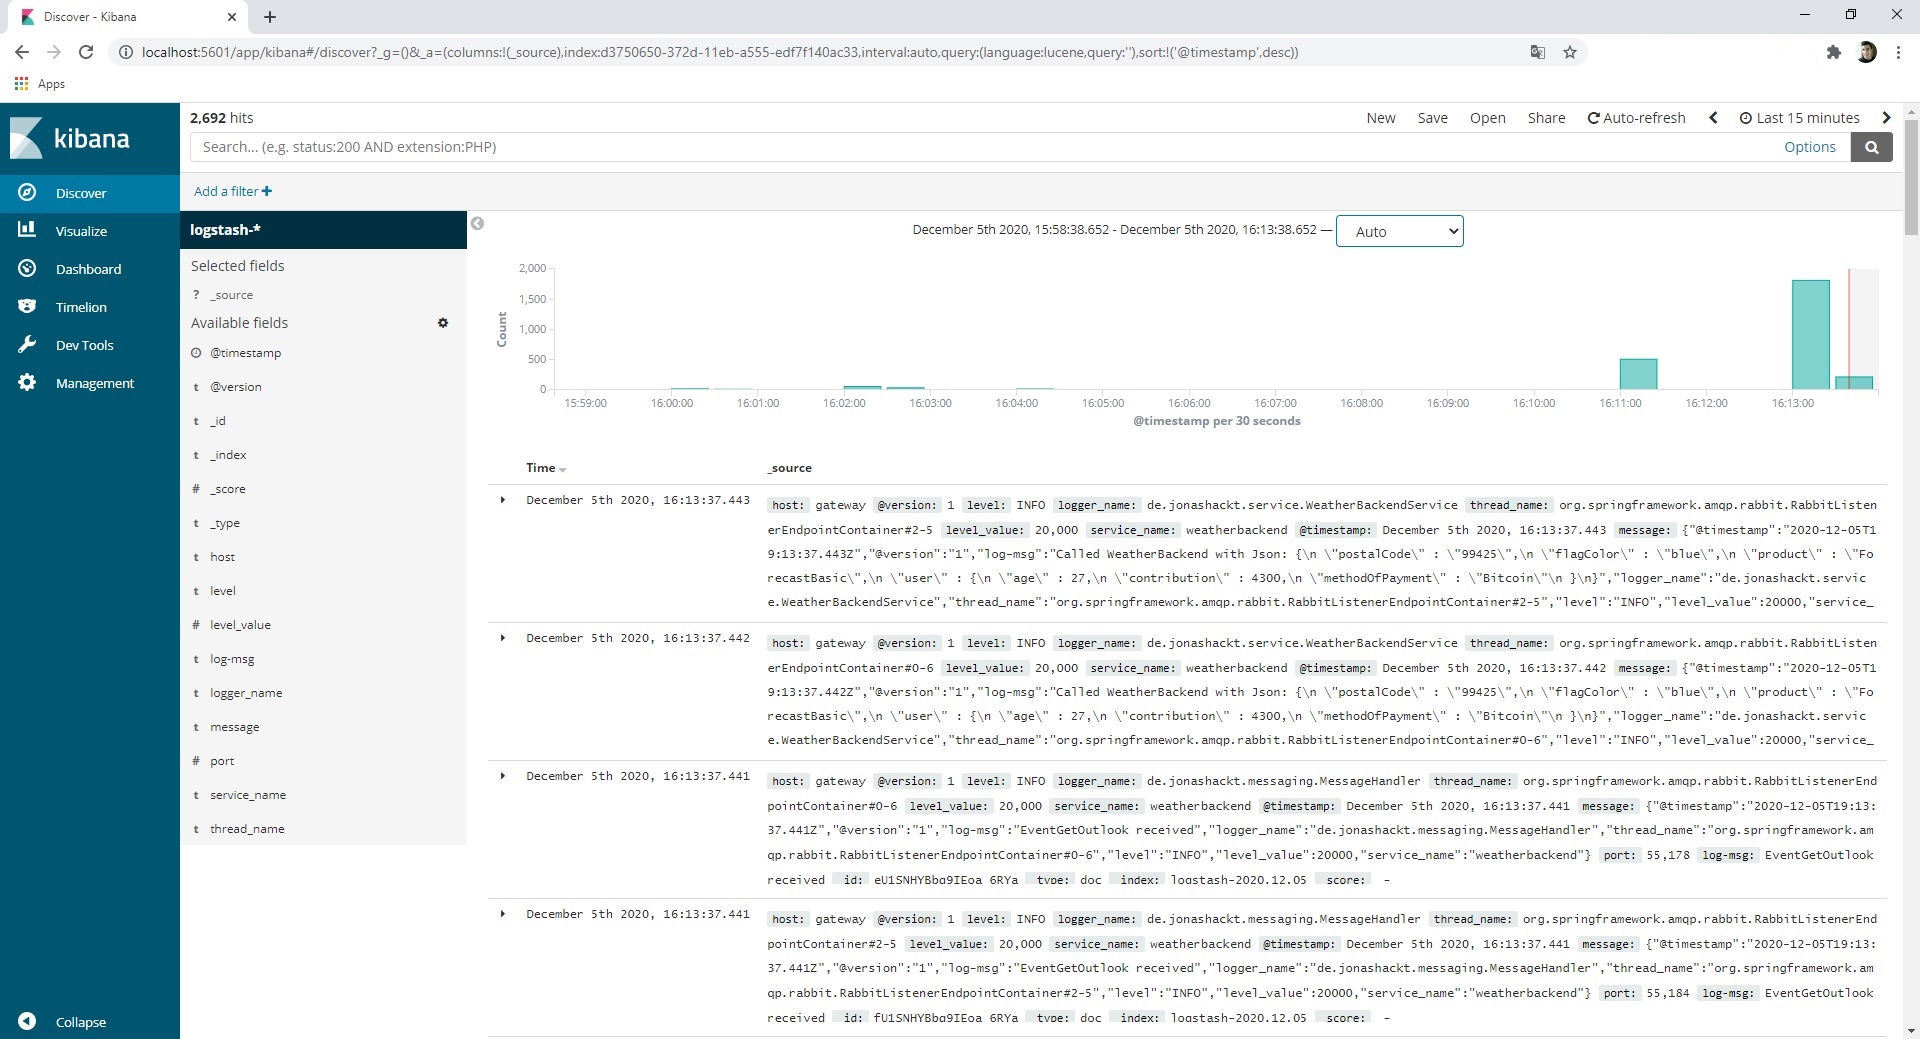 Discover - Kibana
localhost:5601/app/kibana#/discover?_g=()&_a=(columns:!(_source),index:d3750650-372d-11eb-a555-edf7f140ac33,interval:auto,query:(language:lucene,query:''),sort:!('@timestamp',desc))
Apps
kibana
Discover
Visualize
Dashboard
Timelion
Dev Tools
Management
Collapse
2,692 hits
New Save Open Share Auto-refresh Last 15 minutes
Search... (e.g. status:200 AND extension:PHP)
Options
Add a filter
logstash-*
Selected fields
? _source
Available fields
@timestamp
t @version
t _id
t _index
# _score
t _type
t host
t level
# level_value
t log-msg
t logger_name
t message
# port
t service_name
t thread_name
December 5th 2020, 15:58:38.652 - December 5th 2020, 16:13:38.652 —
Auto
Count
2,000
1,500
1,000
500
0
15:59:00 16:00:00 16:01:00 16:02:00 16:03:00 16:04:00 16:05:00 16:06:00 16:07:00 16:08:00 16:09:00 16:10:00 16:11:00 16:12:00 16:13:00
@timestamp per 30 seconds
Time _source
December 5th 2020, 16:13:37.443
host: gateway @version: 1 level: INFO logger_name: de.jonashackt.service.WeatherBackendService thread_name: org.springframework.amqp.rabbit.RabbitListen
erEndpointContainer#2-5 level_value: 20,000 service_name: weatherbackend @timestamp: December 5th 2020, 16:13:37.443 message: {"@timestamp":"2020-12-05T1
9:13:37.443Z","@version":"1","log-msg":"Called WeatherBackend with Json: {\n \"postalCode\" : \"99425\",\n \"flagColor\" : \"blue\",\n \"product\" : \"Fo
recastBasic\",\n \"user\" : {\n \"age\" : 27,\n \"contribution\" : 4300,\n \"methodOfPayment\" : \"Bitcoin\"\n }\n}","logger_name":"de.jonashackt.servic
e.WeatherBackendService","thread_name":"org.springframework.amqp.rabbit.RabbitListenerEndpointContainer#2-5","level":"INFO","level_value":20000,"service_
December 5th 2020, 16:13:37.442
host: gateway @version: 1 level: INFO logger_name: de.jonashackt.service.WeatherBackendService thread_name: org.springframework.amqp.rabbit.RabbitListen
erEndpointContainer#0-6 level_value: 20,000 service_name: weatherbackend @timestamp: December 5th 2020, 16:13:37.442 message: {"@timestamp":"2020-12-05T1
9:13:37.442Z","@version":"1","log-msg":"Called WeatherBackend with Json: {\n \"postalCode\" : \"99425\",\n \"flagColor\" : \"blue\",\n \"product\" : \"Fo
recastBasic\",\n \"user\" : {\n \"age\" : 27,\n \"contribution\" : 4300,\n \"methodOfPayment\" : \"Bitcoin\"\n }\n}","logger_name":"de.jonashackt.servic
e.WeatherBackendService","thread_name":"org.springframework.amqp.rabbit.RabbitListenerEndpointContainer#0-6","level":"INFO","level_value":20000,"service_
December 5th 2020, 16:13:37.441
host: gateway @version: 1 level: INFO logger_name: de.jonashackt.messaging.MessageHandler thread_name: org.springframework.amqp.rabbit.RabbitListenerEnd
pointContainer#0-6 level_value: 20,000 service_name: weatherbackend @timestamp: December 5th 2020, 16:13:37.441 message: {"@timestamp":"2020-12-05T19:13:
37.441Z","@version":"1","log-msg":"EventGetOutlook received","logger_name":"de.jonashackt.messaging.MessageHandler","thread_name":"org.springframework.am
qp.rabbit.RabbitListenerEndpointContainer#0-6","level":"INFO","level_value":20000,"service_name":"weatherbackend"} port: 55,178 log-msg: EventGetOutlook
received _id: eU1SNHYBbg9IEoa_6RYa _type: doc _index: logstash-2020.12.05 _score: -
December 5th 2020, 16:13:37.441
host: gateway @version: 1 level: INFO logger_name: de.jonashackt.messaging.MessageHandler thread_name: org.springframework.amqp.rabbit.RabbitListenerEnd
pointContainer#2-5 level_value: 20,000 service_name: weatherbackend @timestamp: December 5th 2020, 16:13:37.441 message: {"@timestamp":"2020-12-05T19:13:
37.441Z","@version":"1","log-msg":"EventGetOutlook received","logger_name":"de.jonashackt.messaging.MessageHandler","thread_name":"org.springframework.am
qp.rabbit.RabbitListenerEndpointContainer#2-5","level":"INFO","level_value":20000,"service_name":"weatherbackend"} port: 55,184 log-msg: EventGetOutlook
received _id: fU1SNHYBbg9IEoa_6RYa _type: doc _index: logstash-2020.12.05 _score: -